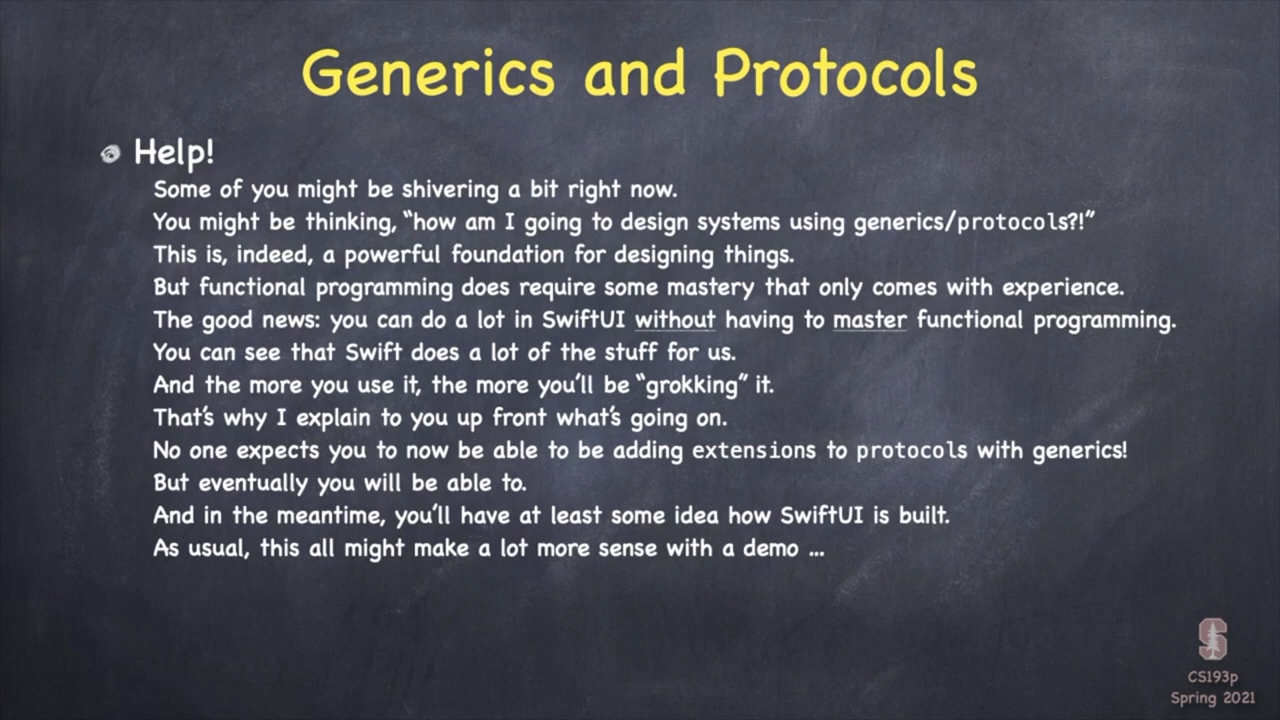 Generics and Protocols
Help!
Some of you might be shivering a bit right now.
You might be thinking, “how am I going to design systems using generics/protocols?!”
This is, indeed, a powerful foundation for designing things.
But functional programming does require some mastery that only comes with experience.
The good news: you can do a lot in SwiftUI without having to master functional programming.
You can see that Swift does a lot of the stuff for us.
And the more you use it, the more you’ll be “grokking” it.
That’s why I explain to you up front what’s going on.
No one expects you to now be able to be adding extensions to protocols with generics!
But eventually you will be able to.
And in the meantime, you’ll have at least some idea how SwiftUI is built.
As usual, this all might make a lot more sense with a demo ...
S
CS193p
Spring 2021